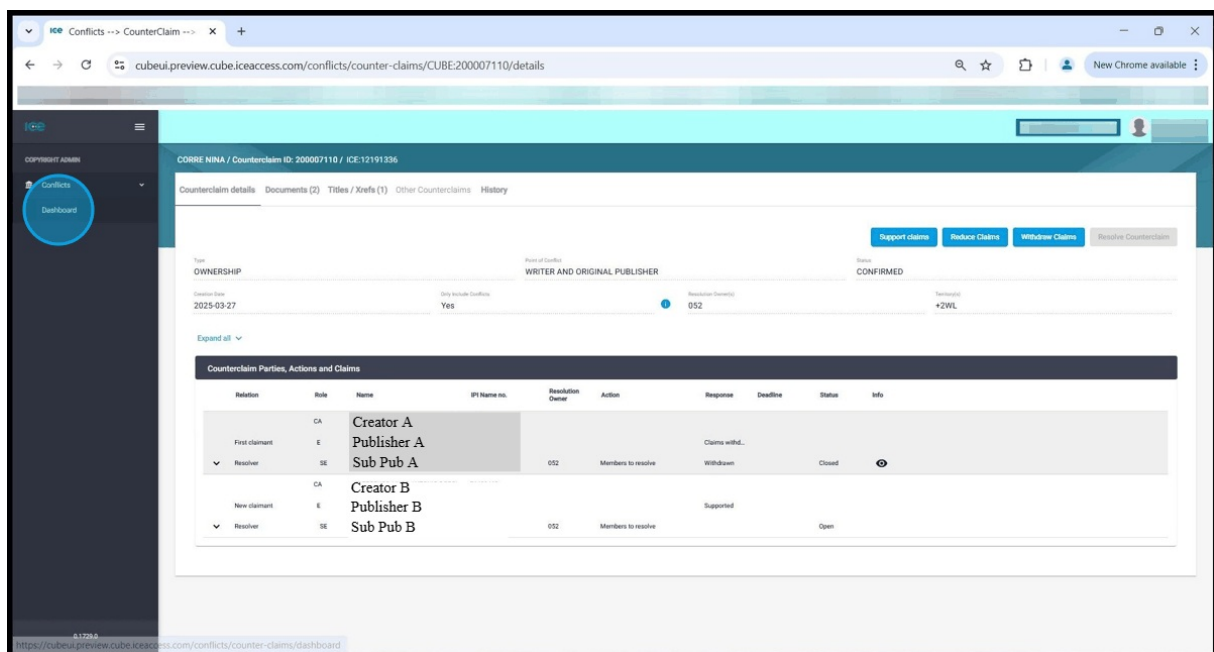 ice Conflicts --> CounterClaim -->
cubeui.preview.cube.iceaccess.com/conflicts/counter-claims/CUBE:200007110/details
New Chrome available
ice
COPYRIGHT ADMIN
Conflicts
Dashboard
CORRE NINA / Counterclaim ID: 200007110 / ICE:12191336
Counterclaim details Documents (2) Titles / Xrefs (1) Other Counterclaims History
Support claims Reduce Claims Withdraw Claims Resolve Counterclaim
Type Point of Conflict Status
OWNERSHIP WRITER AND ORIGINAL PUBLISHER CONFIRMED
Creation Date Only Include Conflicts Resolution Owner(s) Territory(s)
2025-03-27 Yes 052 +2WL
Expand all
Counterclaim Parties, Actions and Claims
Relation Role Name IPI Name no. Resolution Owner Action Response Deadline Status Info
CA Creator A
First claimant E Publisher A Claims withd...
Resolver SE Sub Pub A 052 Members to resolve Withdrawn Closed
CA Creator B
New claimant E Publisher B Supported
Resolver SE Sub Pub B 052 Members to resolve Open
0.1729.0
https://cubeui.preview.cube.iceaccess.com/conflicts/counter-claims/dashboard